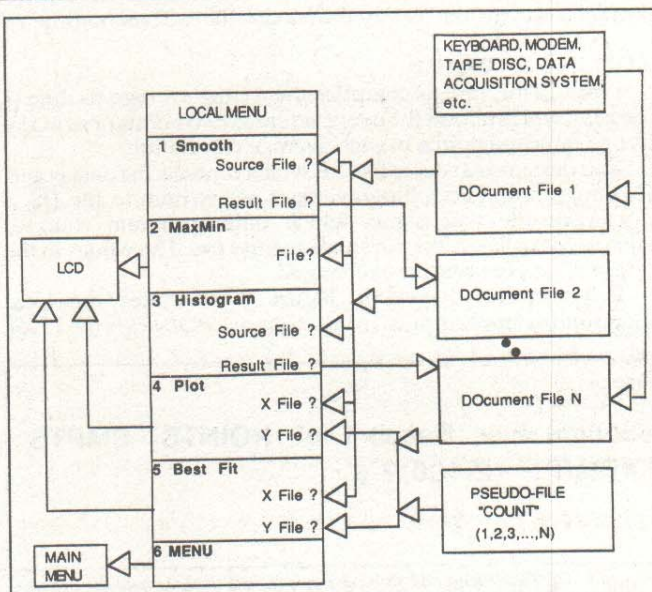 KEYBOARD, MODEM,
TAPE, DISC, DATA
ACQUISITION SYSTEM,
etc.
LOCAL MENU
1 Smooth
Source File ?
Result File ?
2 MaxMin
File?
3 Histogram
Source File ?
Result File ?
4 Plot
X File ?
Y File ?
5 Best Fit
X File ?
Y File ?
6 MENU
LCD
MAIN
MENU
DOcument File 1
DOcument File 2
DOcument File N
PSEUDO-FILE
"COUNT"
(1,2,3,...,N)